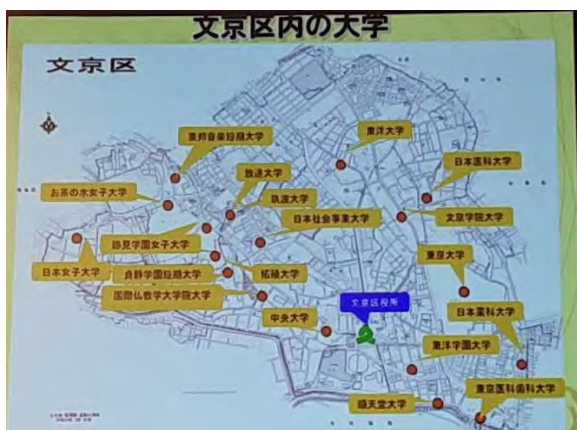 文京区内の大学
文京区
東邦音楽短期大学
東洋大学
放送大学
日本医科大学
お茶の水女子大学
筑波大学
日本社会事業大学
文京学院大学
跡見学園女子大学
日本女子大学
貞静学園短期大学
拓殖大学
東京大学
国際仏教学大学院大学
文京区役所
中央大学
日本薬科大学
東洋学園大学
東京医科歯科大学
順天堂大学